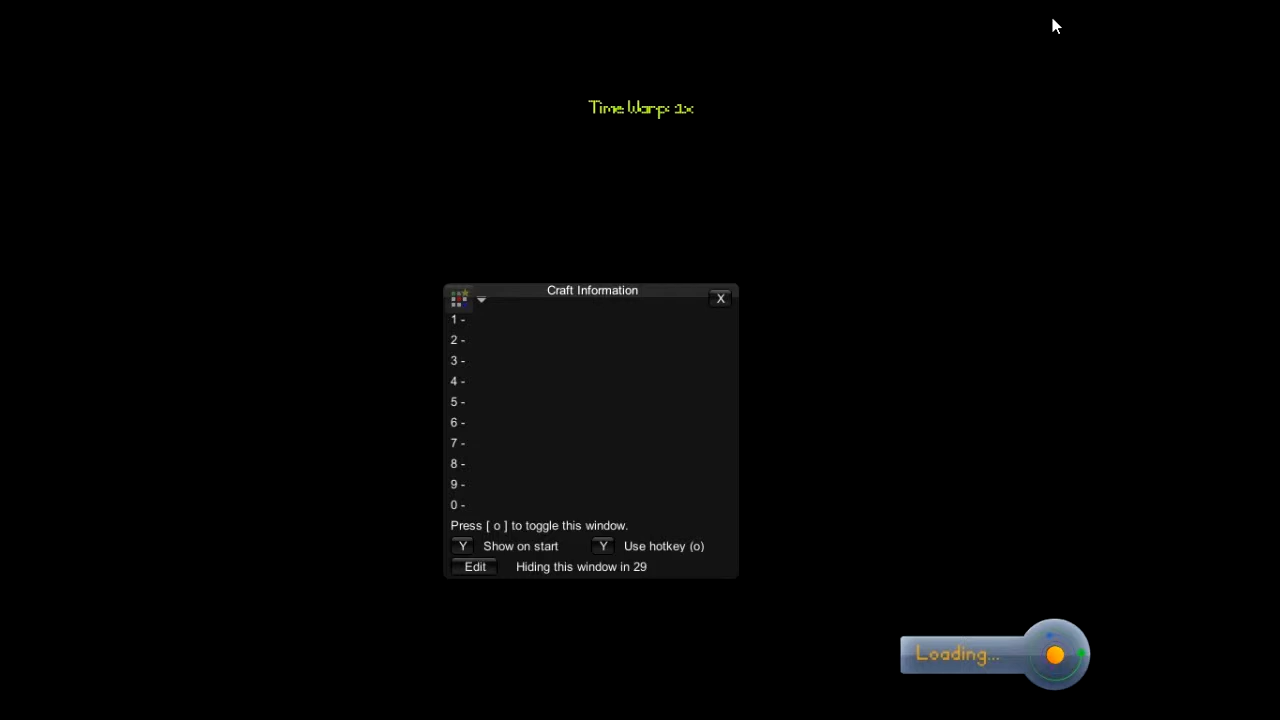 Time Warp: 1x
Craft Information
X
1 -
2 -
3 -
4 -
5 -
6 -
7 -
8 -
9 -
0 -
Press [ o ] to toggle this window.
Y Show on start Y Use hotkey (o)
Edit Hiding this window in 29
Loading...